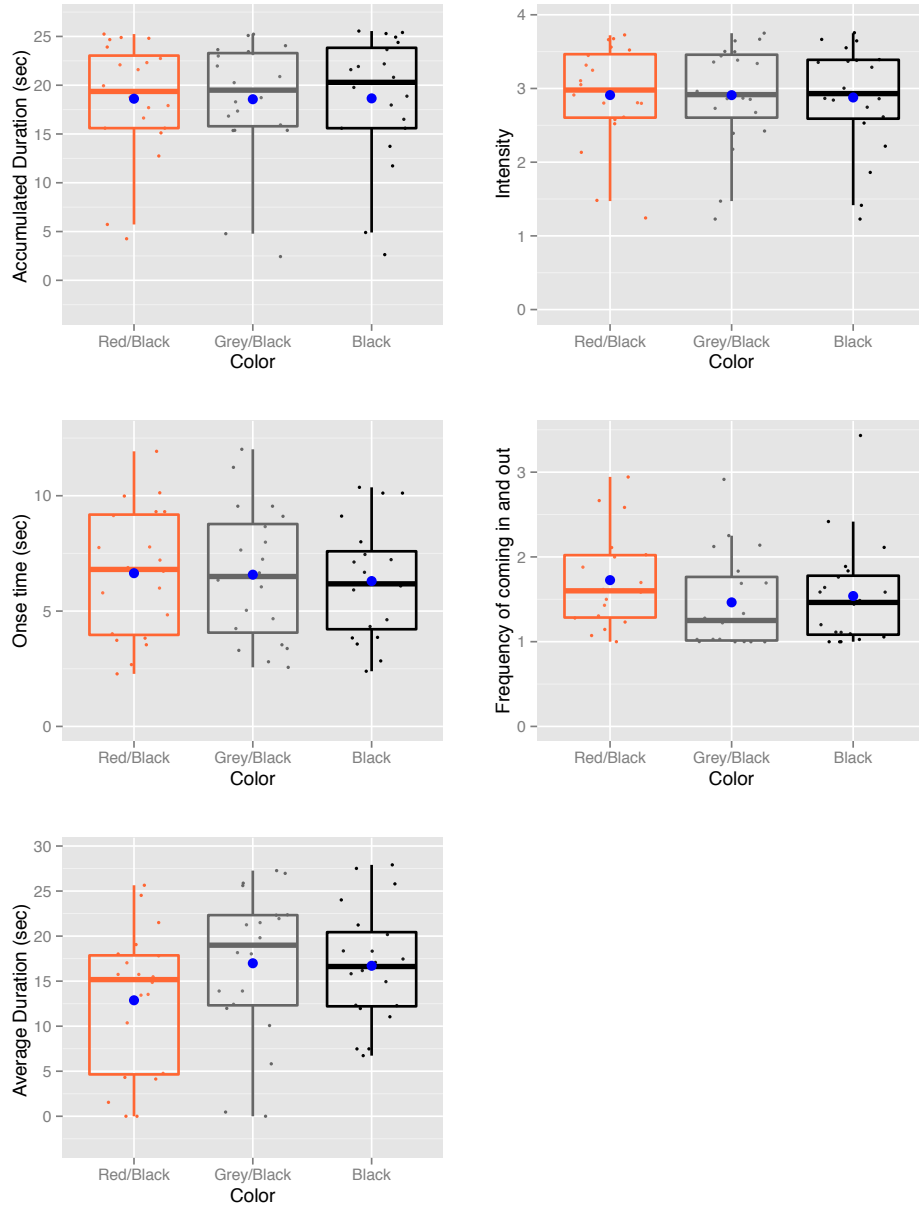 Accumulated Duration (sec)
25
20
15
10
5
0
Red/Black Grey/Black Black
Color
Intensity
4
3
2
1
0
Red/Black Grey/Black Black
Color
Onse time (sec)
10
5
0
Red/Black Grey/Black Black
Color
Frequency of coming in and out
3
2
1
0
Red/Black Grey/Black Black
Color
Average Duration (sec)
30
25
20
15
10
5
0
Red/Black Grey/Black Black
Color